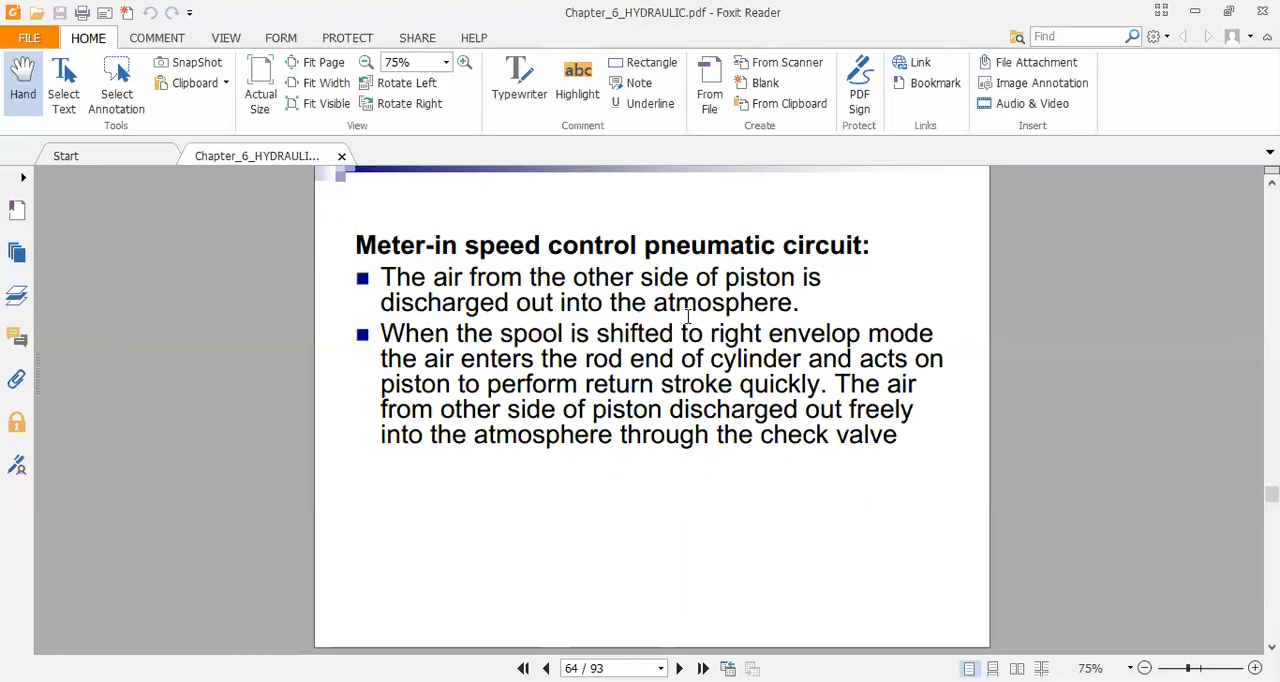 Chapter_6_HYDRAULIC.pdf - Foxit Reader
FILE HOME COMMENT VIEW FORM PROTECT SHARE HELP Find
Hand Select Text Select Annotation SnapShot Clipboard Tools
Actual Size Fit Page Fit Width Fit Visible 75% Rotate Left Rotate Right View
Typewriter abc Highlight Rectangle Note U Underline Comment
From File From Scanner Blank From Clipboard Create
PDF Sign Protect
Link Bookmark Links
File Attachment Image Annotation Audio & Video Insert
Start Chapter_6_HYDRAULI...
Meter-in speed control pneumatic circuit:
The air from the other side of piston is
discharged out into the atmosphere.
When the spool is shifted to right envelop mode
the air enters the rod end of cylinder and acts on
piston to perform return stroke quickly. The air
from other side of piston discharged out freely
into the atmosphere through the check valve
64 / 93 75%